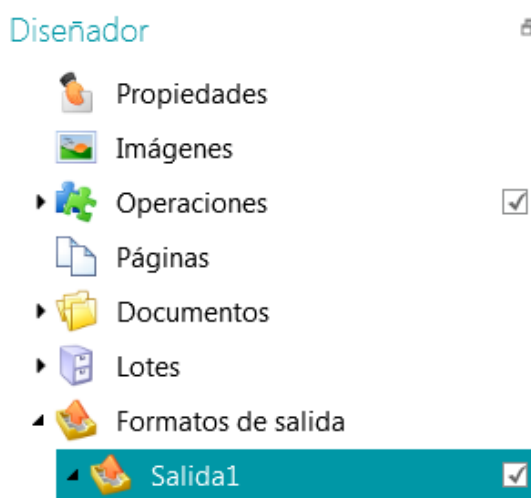 Diseñador
Propiedades
Imágenes
Operaciones
Páginas
Documentos
Lotes
Formatos de salida
Salida1